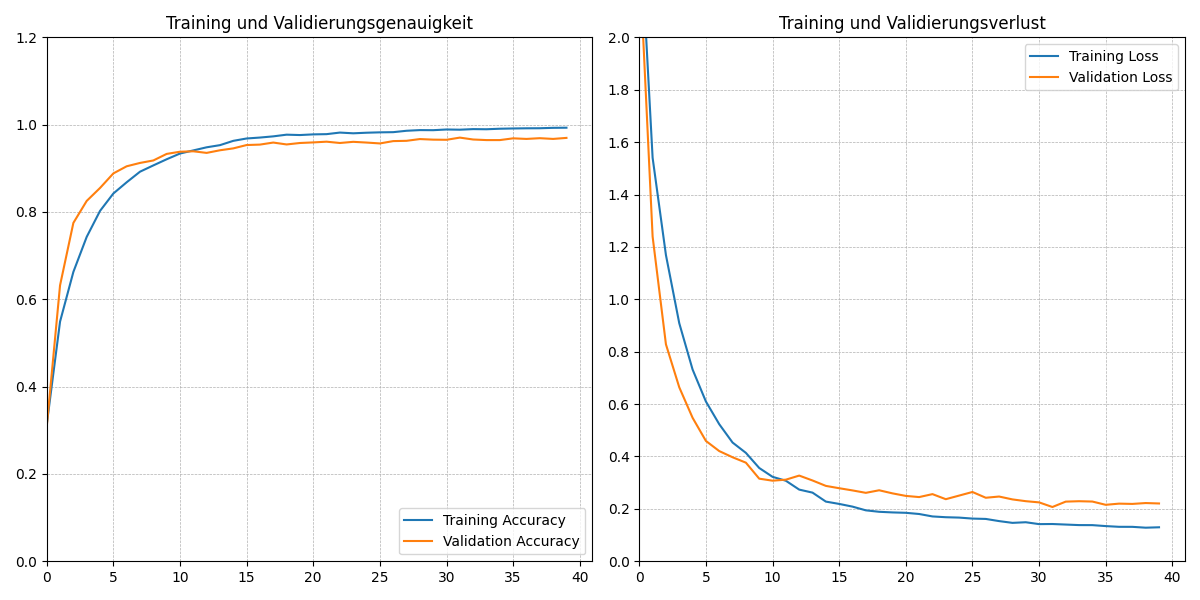 Training und Validierungsgenauigkeit
1.2
1.0
0.8
0.6
0.4
0.2
0.0
0 5 10 15 20 25 30 35 40
Training Accuracy
Validation Accuracy
Training und Validierungsverlust
2.0
1.8
1.6
1.4
1.2
1.0
0.8
0.6
0.4
0.2
0.0
0 5 10 15 20 25 30 35 40
Training Loss
Validation Loss